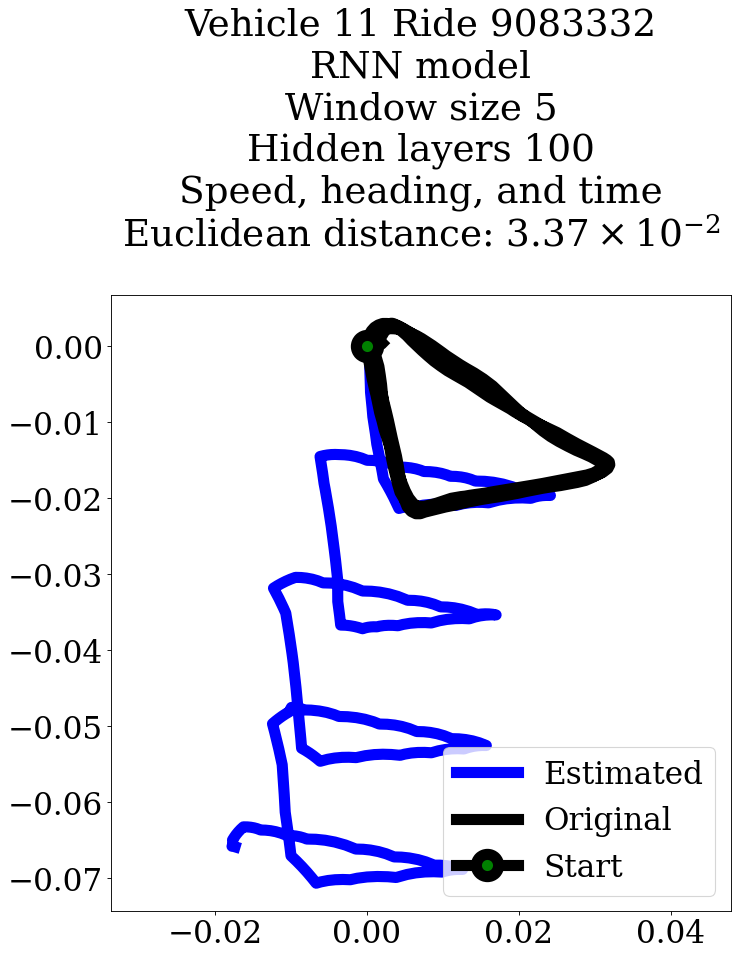 Vehicle 11 Ride 9083332
RNN model
Window size 5
Hidden layers 100
Speed, heading, and time
Euclidean distance: 3.37 × 10⁻²
0.00
−0.01
−0.02
−0.03
−0.04
−0.05
−0.06
−0.07
Estimated
Original
Start
−0.02 0.00 0.02 0.04